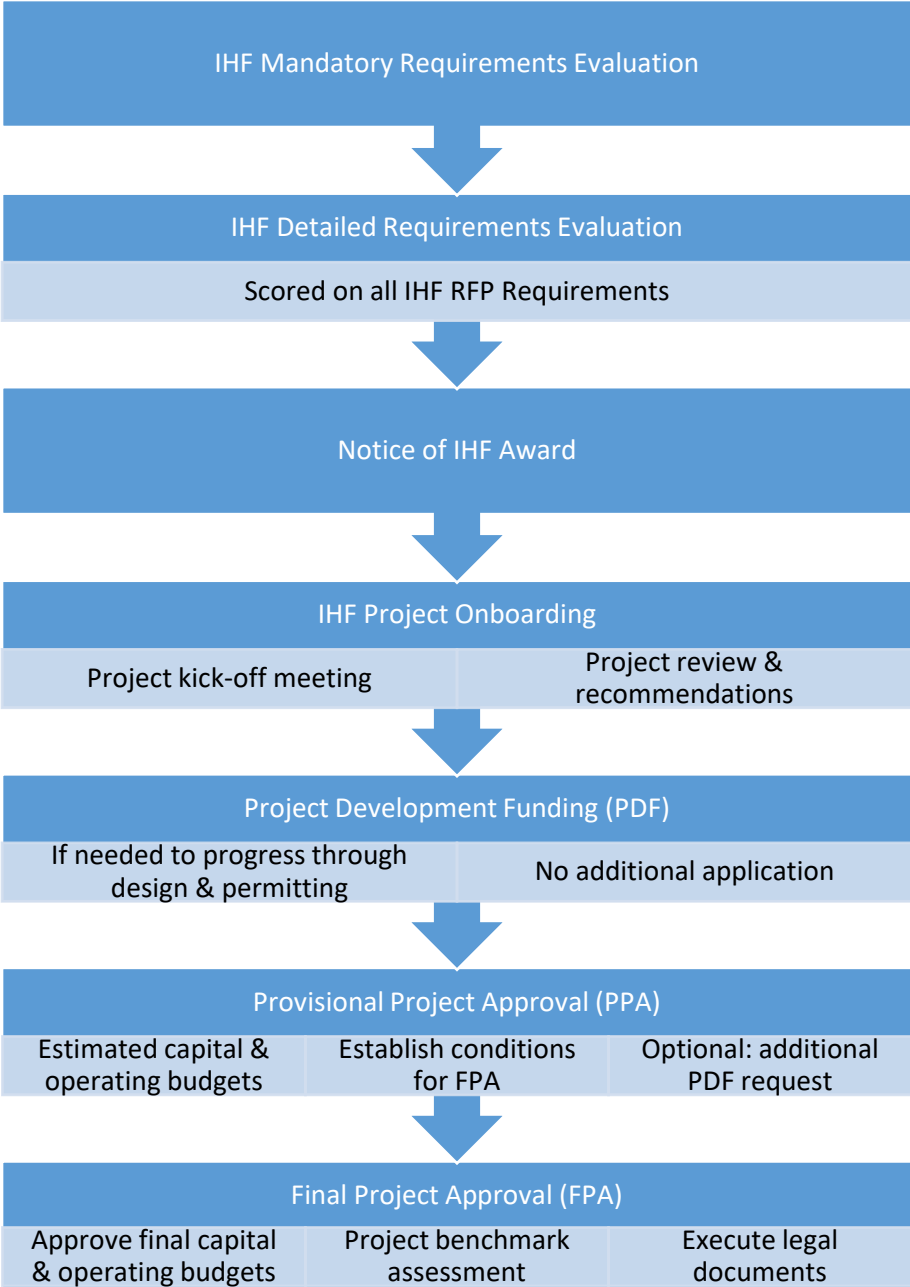 IHF Mandatory Requirements Evaluation
IHF Detailed Requirements Evaluation
Scored on all IHF RFP Requirements
Notice of IHF Award
IHF Project Onboarding
Project kick-off meeting
Project review &
recommendations
Project Development Funding (PDF)
If needed to progress through
design & permitting
No additional application
Provisional Project Approval (PPA)
Estimated capital &
operating budgets
Establish conditions
for FPA
Optional: additional
PDF request
Final Project Approval (FPA)
Approve final capital
& operating budgets
Project benchmark
assessment
Execute legal
documents